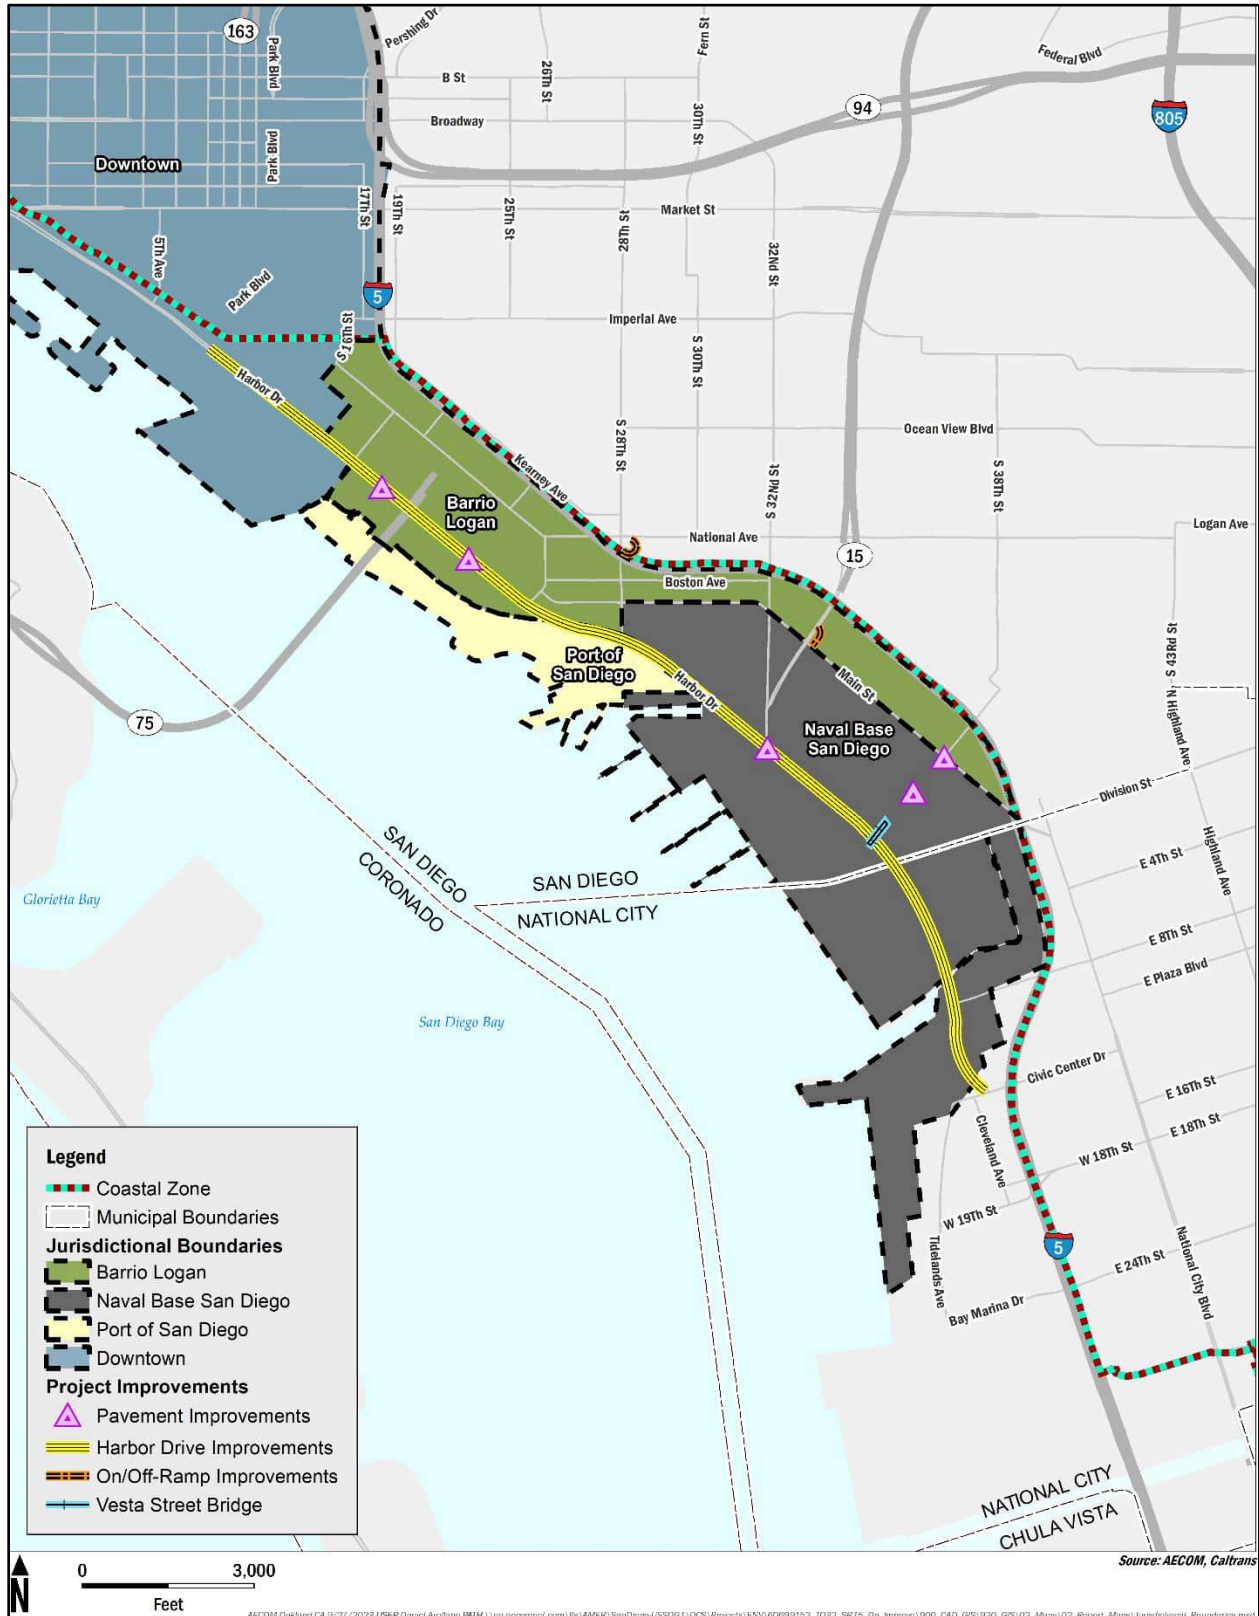 163
Pershing Dr
Fern St
Federal Blvd
Park Blvd
B St
26Th St
94
805
30Th St
Broadway
Park Blvd
Downtown
17Th St
19Th St
25Th St
28Th St
Market St
32Nd St
5Th Ave
Park Blvd
5
S 16Th St
Imperial Ave
S 30Th St
Harbor Dr
S 28Th St
Ocean View Blvd
Kearney Ave
S 32Nd St
S 38Th St
Barrio
Logan
National Ave
Logan Ave
15
Boston Ave
S 43Rd St
Port of
San Diego
Harbor Dr
Main St
N Highland Ave
75
Naval Base
San Diego
Division St
SAN DIEGO
CORONADO
SAN DIEGO
NATIONAL CITY
E 4Th St
Highland Ave
Glorietta Bay
E 8Th St
E Plaza Blvd
San Diego Bay
Civic Center Dr
E 16Th St
Cleveland Ave
E 18Th St
W 18Th St
W 19Th St
Tidelands Ave
5
E 24Th St
National City Blvd
Bay Marina Dr
Legend
Coastal Zone
Municipal Boundaries
Jurisdictional Boundaries
Barrio Logan
Naval Base San Diego
Port of San Diego
Downtown
Project Improvements
Pavement Improvements
Harbor Drive Improvements
On/Off-Ramp Improvements
Vesta Street Bridge
NATIONAL CITY
CHULA VISTA
Source: AECOM, Caltrans
N
0 3,000
Feet